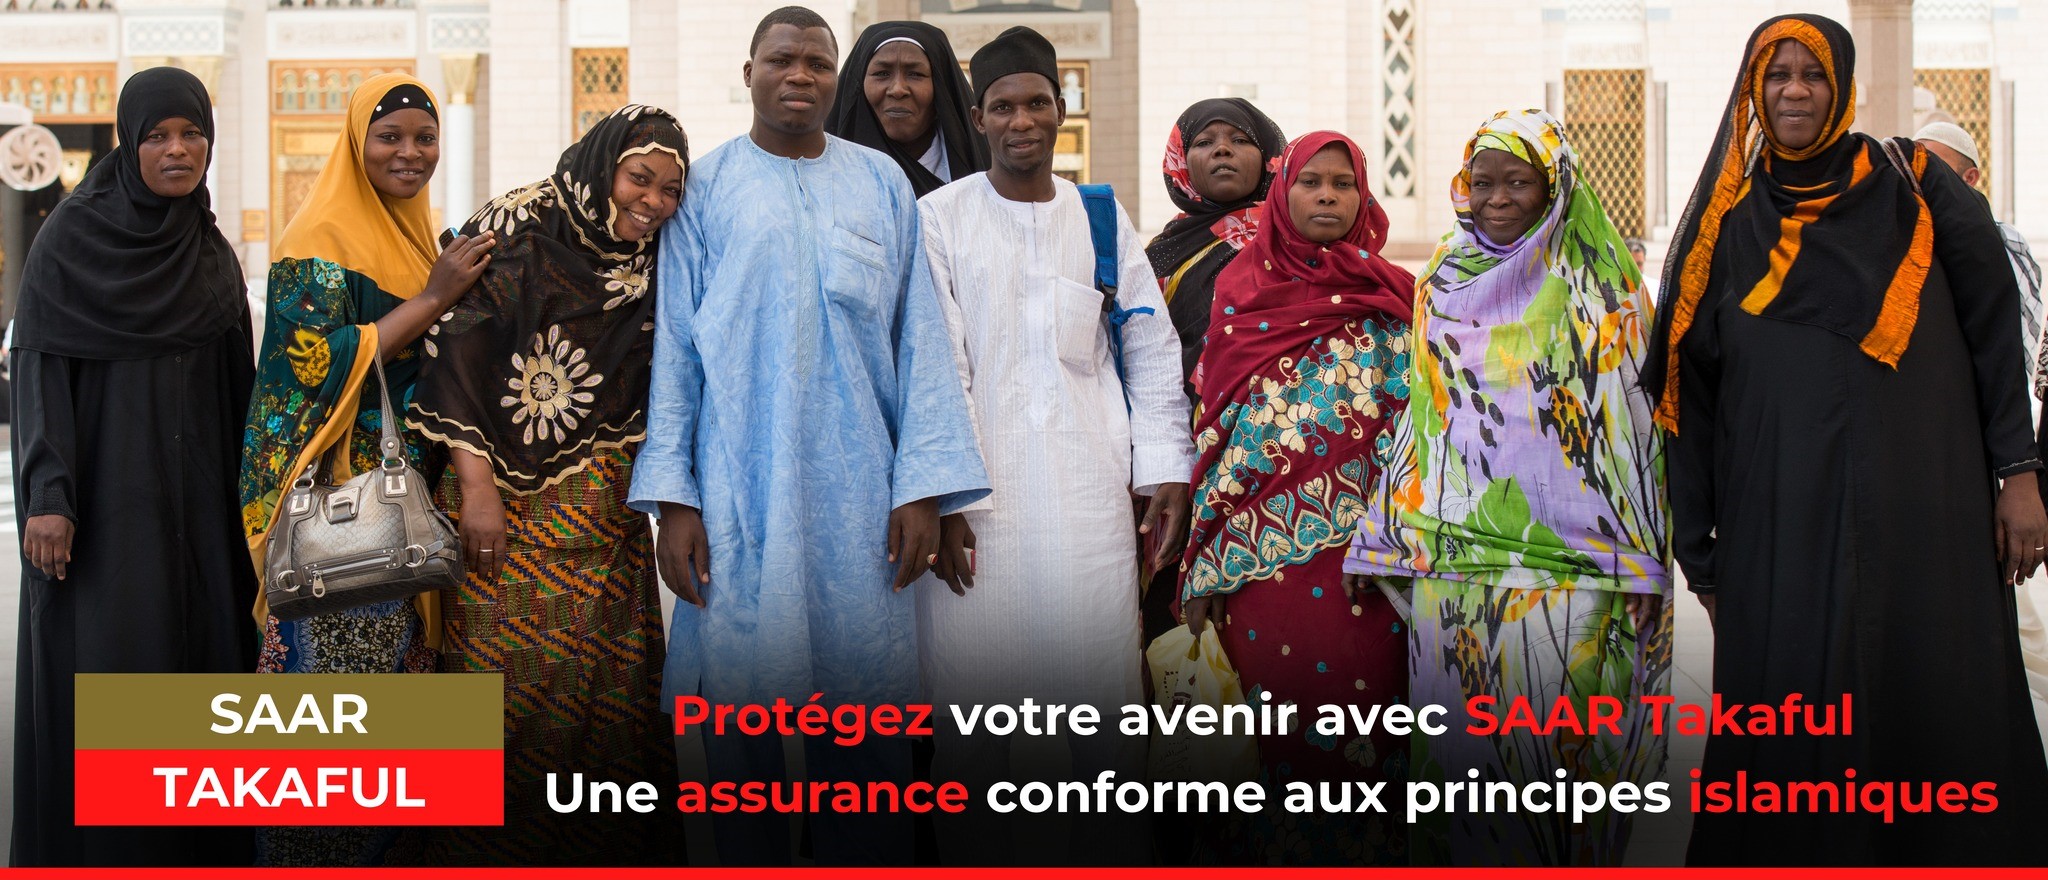 SAAR
TAKAFUL
Protégez votre avenir avec SAAR Takaful
Une assurance conforme aux principes islamiques